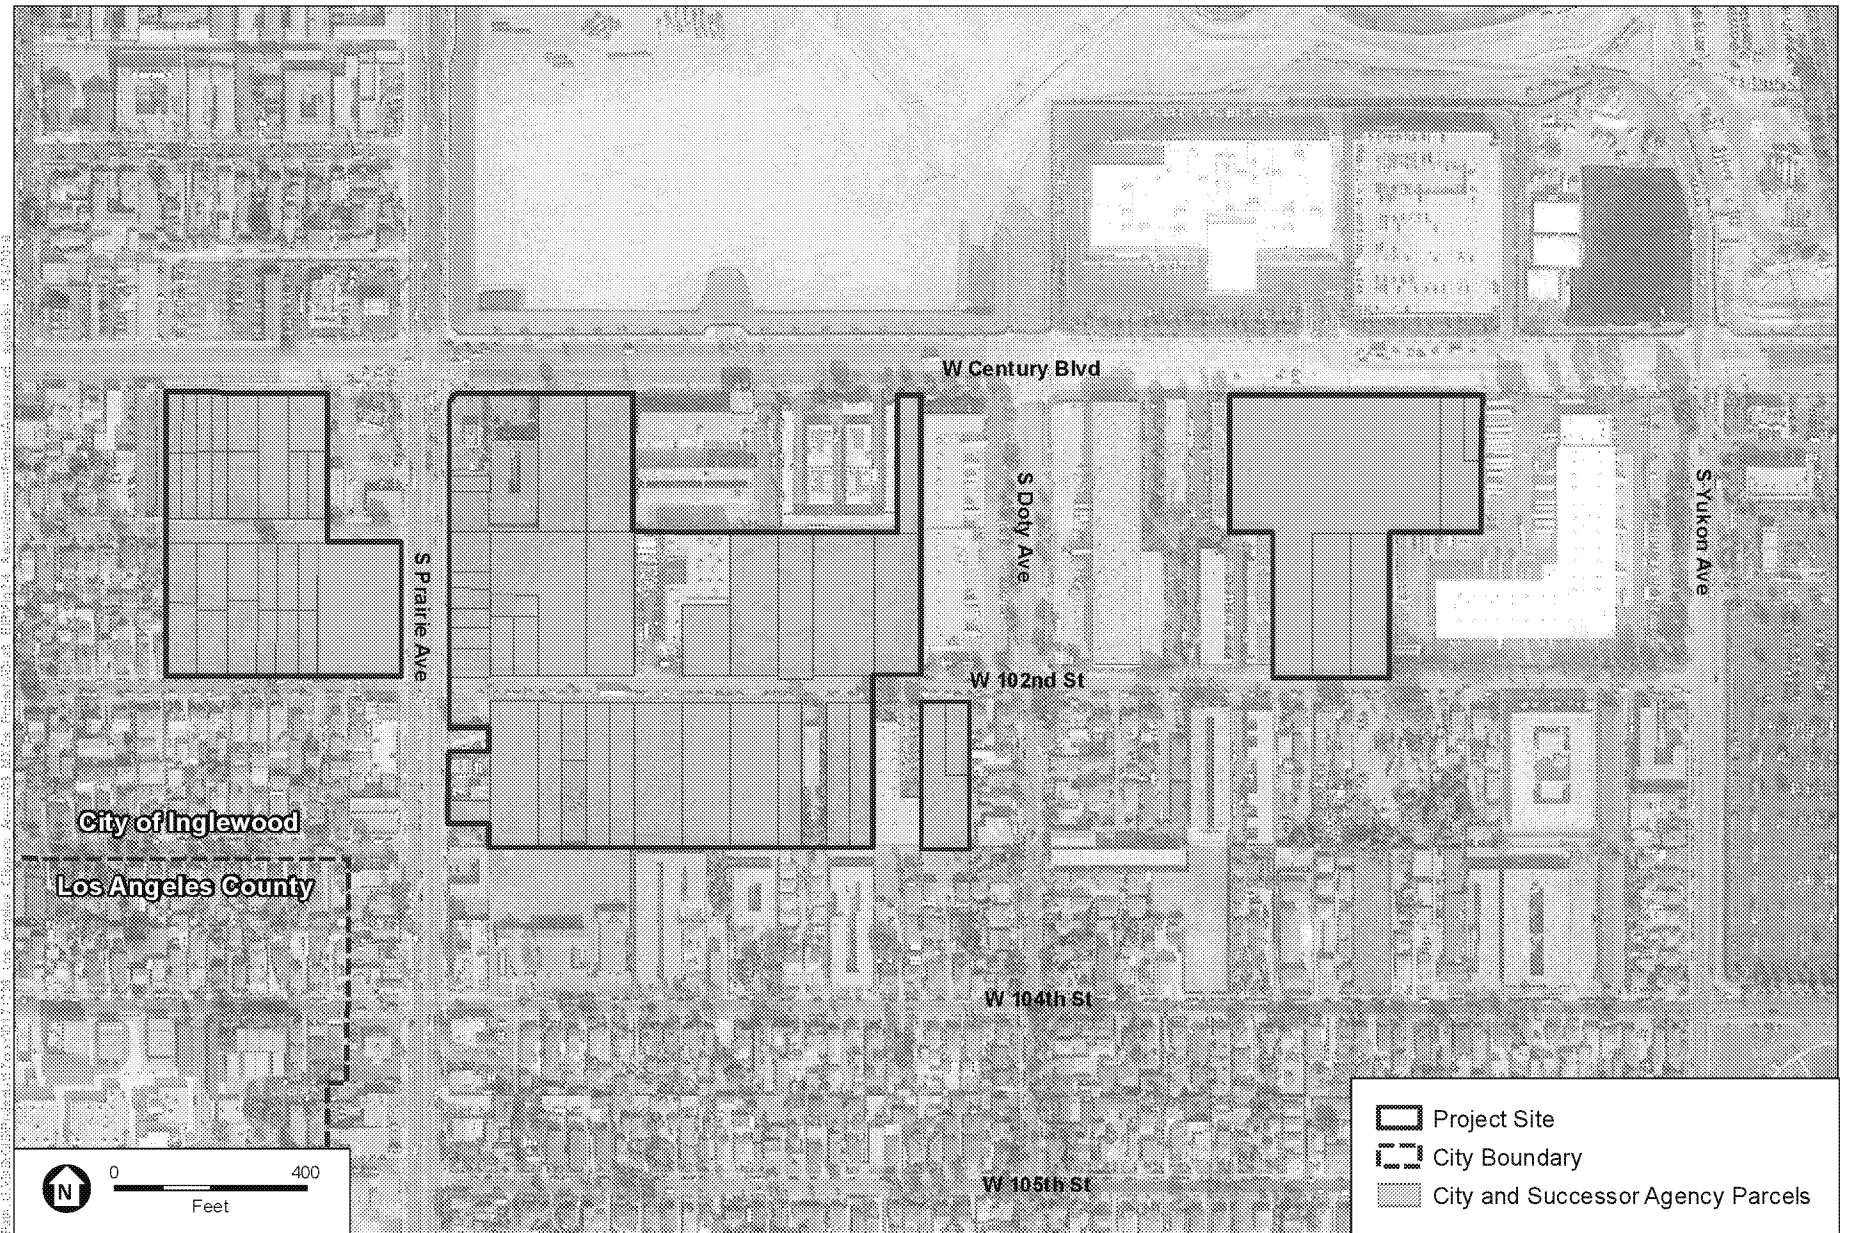 W Century Blvd
S Doty Ave
S Yukon Ave
S Prairie Ave
W 102nd St
City of Inglewood
Los Angeles County
W 104th St
W 105th St
N
0 400
Feet
Project Site
City Boundary
City and Successor Agency Parcels